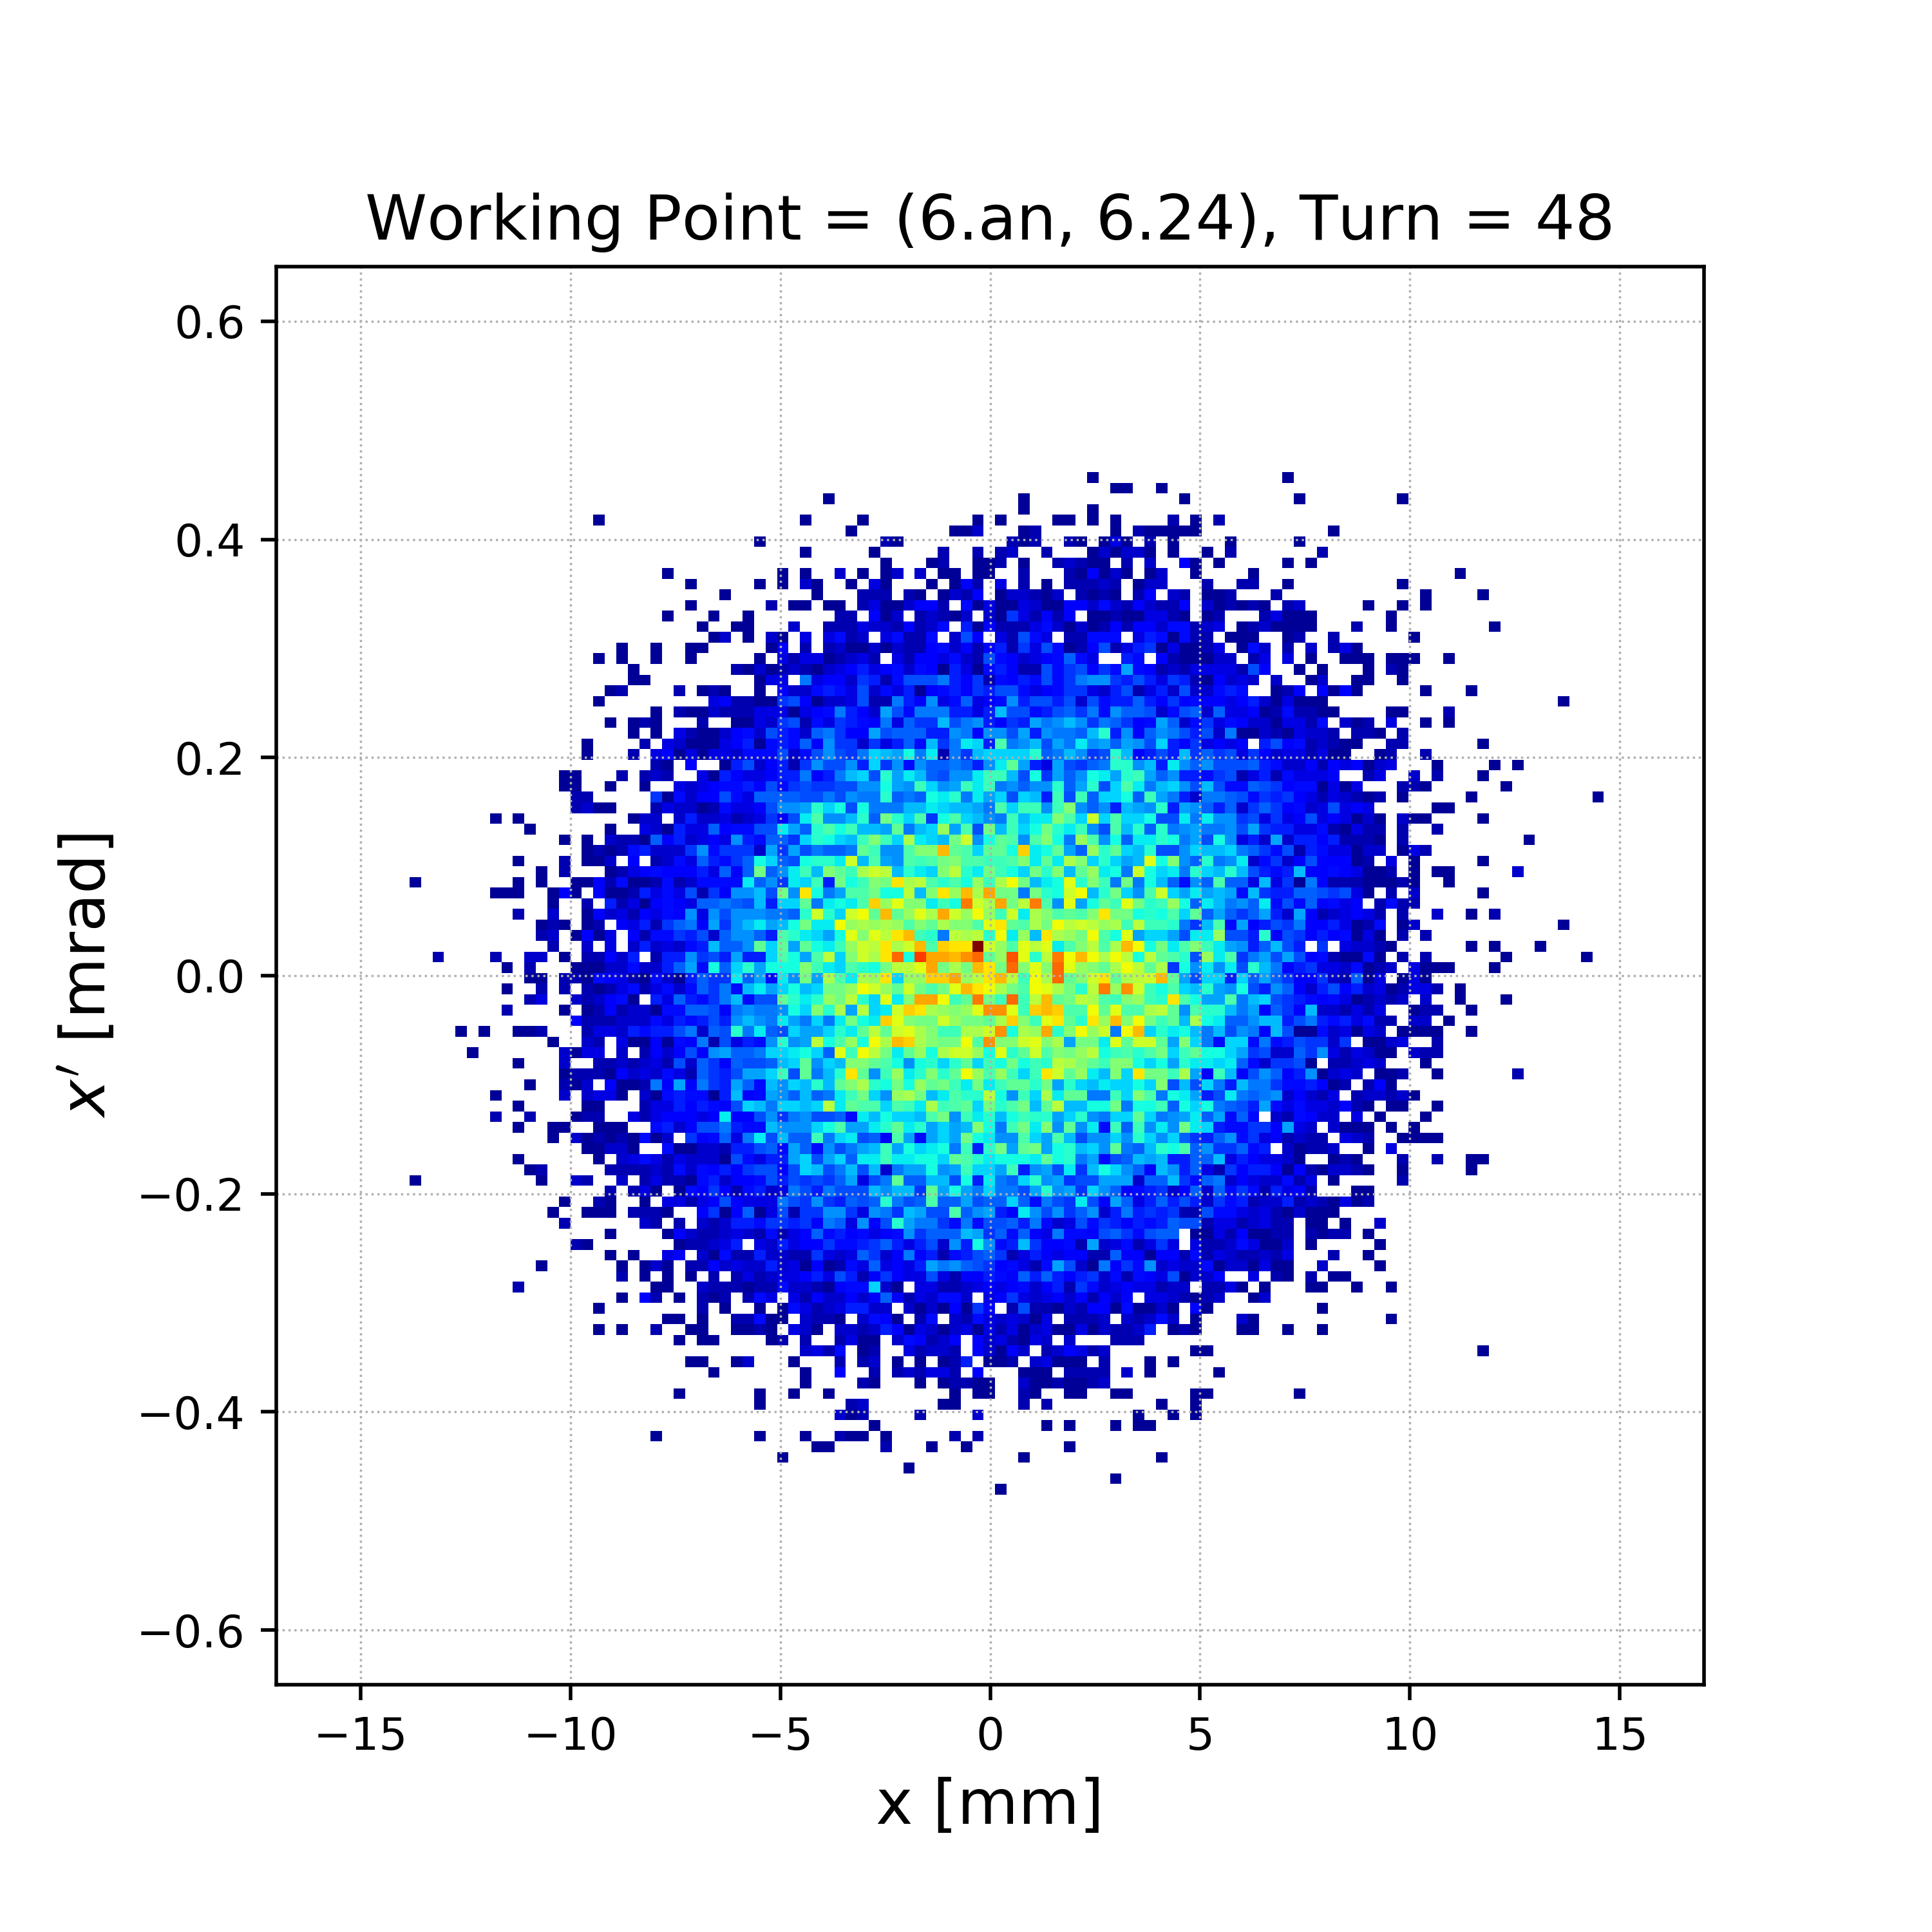 Working Point = (6.an, 6.24), Turn = 48
0.6
0.4
0.2
0.0
−0.2
−0.4
−0.6
x′ [mrad]
−15 −10 −5 0 5 10 15
x [mm]